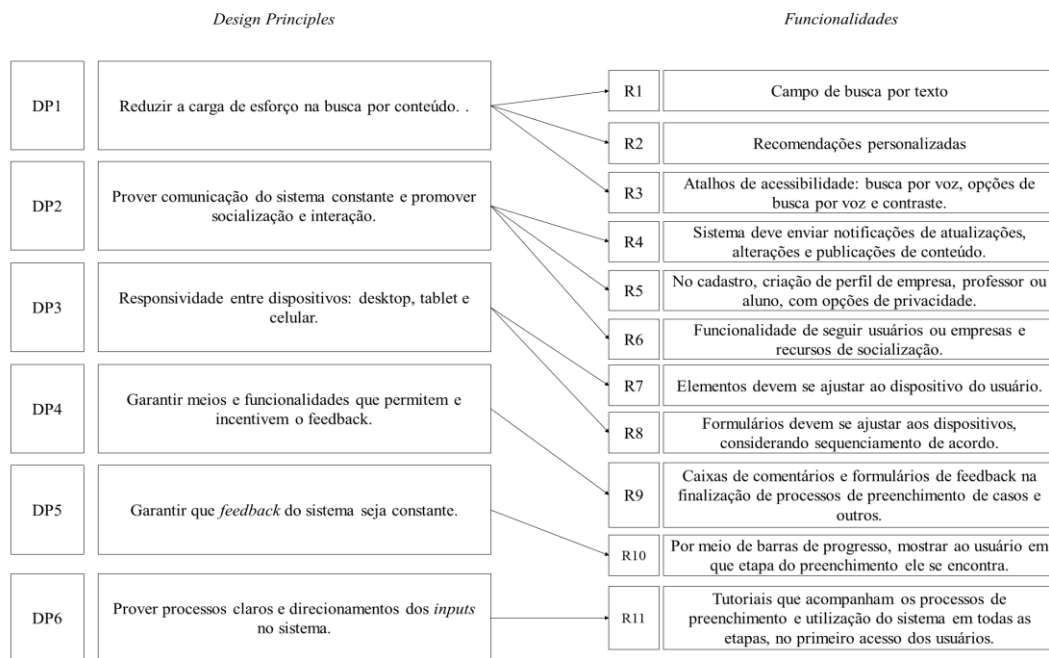 Design Principles
Funcionalidades
DP1
Reduzir a carga de esforço na busca por conteúdo. .
DP2
Prover comunicação do sistema constante e promover
socialização e interação.
DP3
Responsividade entre dispositivos: desktop, tablet e
celular.
DP4
Garantir meios e funcionalidades que permitem e
incentivem o feedback.
DP5
Garantir que feedback do sistema seja constante.
DP6
Prover processos claros e direcionamentos dos inputs
no sistema.
R1
Campo de busca por texto
R2
Recomendações personalizadas
R3
Atalhos de acessibilidade: busca por voz, opções de
busca por voz e contraste.
R4
Sistema deve enviar notificações de atualizações,
alterações e publicações de conteúdo.
R5
No cadastro, criação de perfil de empresa, professor ou
aluno, com opções de privacidade.
R6
Funcionalidade de seguir usuários ou empresas e
recursos de socialização.
R7
Elementos devem se ajustar ao dispositivo do usuário.
R8
Formulários devem se ajustar aos dispositivos,
considerando sequenciamento de acordo.
R9
Caixas de comentários e formulários de feedback na
finalização de processos de preenchimento de casos e
outros.
R10
Por meio de barras de progresso, mostrar ao usuário em
que etapa do preenchimento ele se encontra.
R11
Tutoriais que acompanham os processos de
preenchimento e utilização do sistema em todas as
etapas, no primeiro acesso dos usuários.